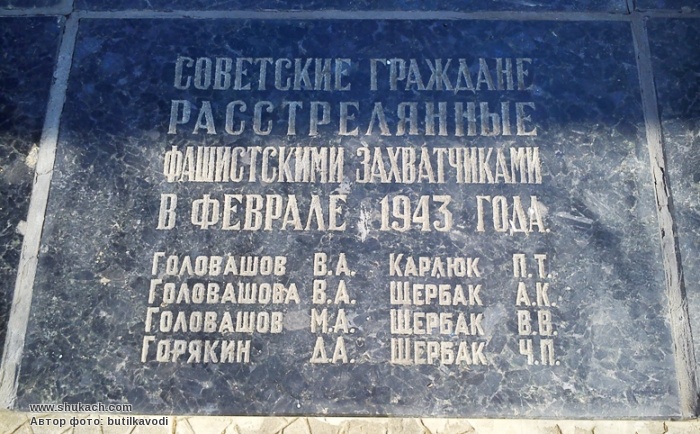 СОВЕТСКИЕ ГРАЖДАНЕ
РАССТРЕЛЯННЫЕ
ФАШИСТСКИМИ ЗАХВАТЧИКАМИ
В ФЕВРАЛЕ 1943 ГОДА.
ГОЛОВАШОВ В.А. КАРЛЮК П.Т.
ГОЛОВАШОВА В.А. ЩЕРБАК А.К.
ГОЛОВАЩОВ М.А. ЩЕРБАК В.В.
ГОРЯКИН Д.А. ЩЕРБАК Ч.П.
www.shukach.com
Автор фото: butilkavodi